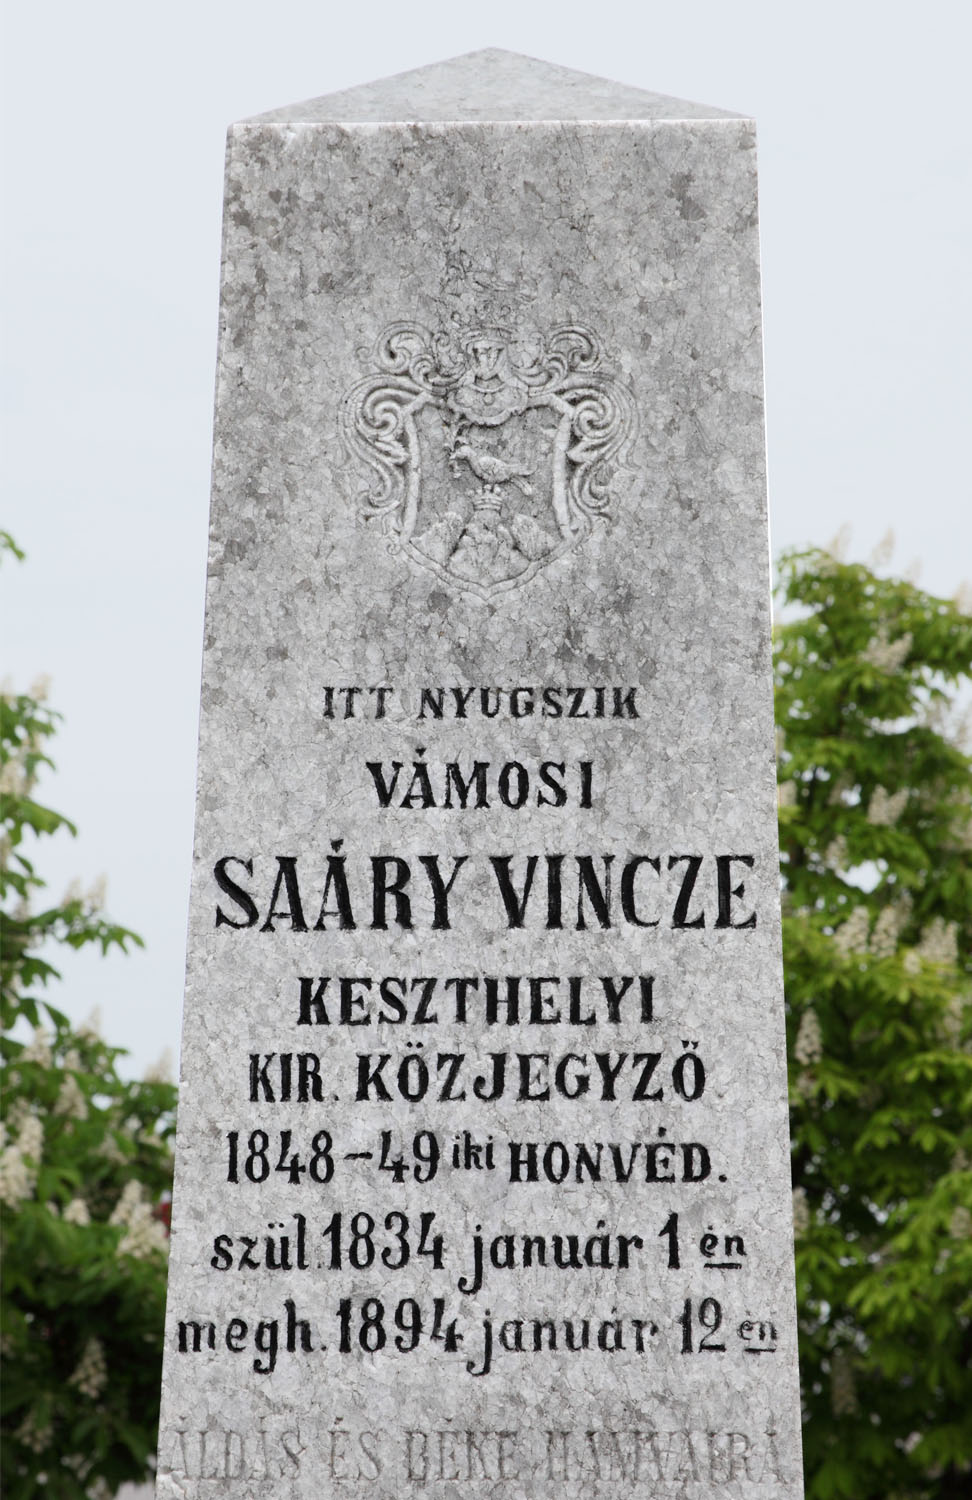 ITT NYUGSZIK
VÁMOSI
SAÁRY VINCZE
KESZTHELYI
KIR. KÖZJEGYZŐ
1848-49 iki HONVÉD.
szül. 1834 január 1 én
megh. 1894 január 12 én
ÁLDÁS ÉS BÉKE HAMVAIRA